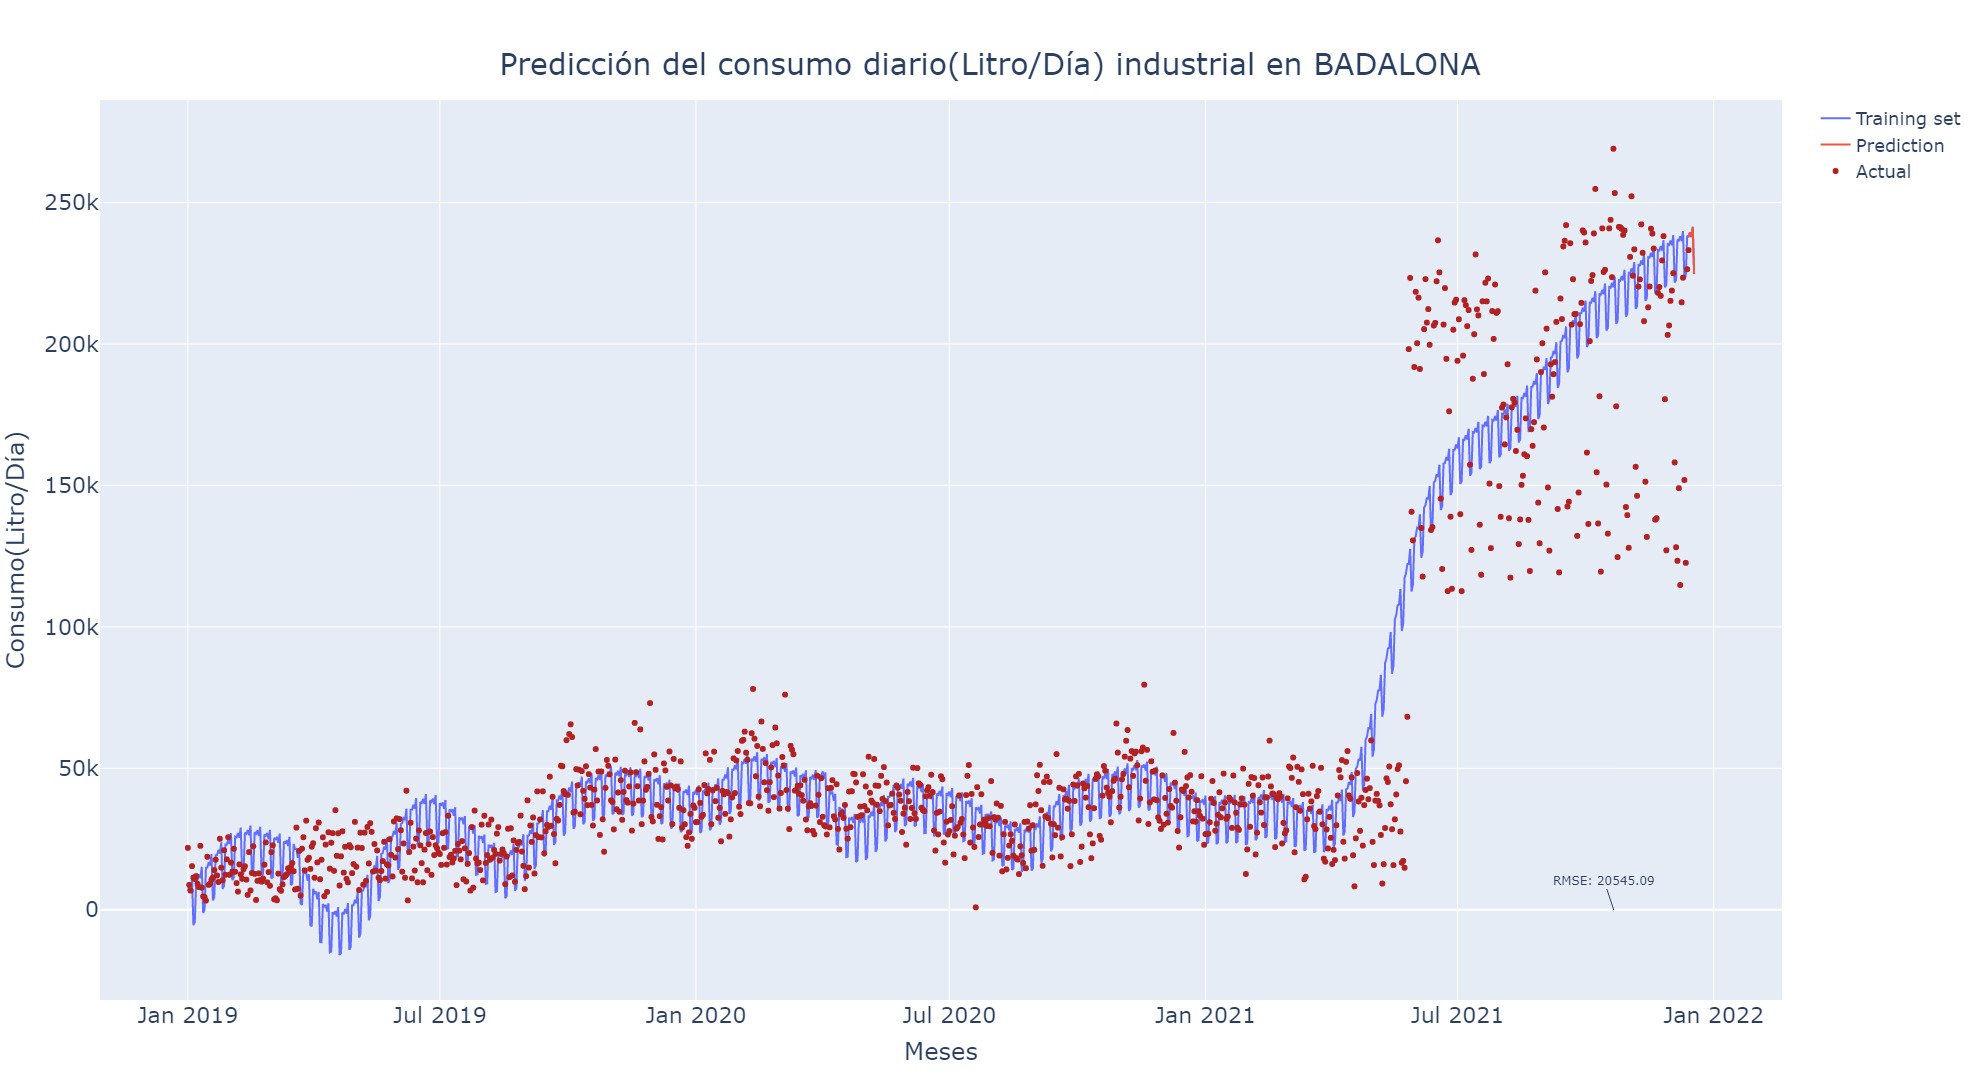 Predicción del consumo diario(Litro/Día) industrial en BADALONA
Training set
Prediction
Actual
Consumo(Litro/Día)
250k
200k
150k
100k
50k
0
RMSE: 20545.09
Jan 2019
Jul 2019
Jan 2020
Jul 2020
Jan 2021
Jul 2021
Jan 2022
Meses